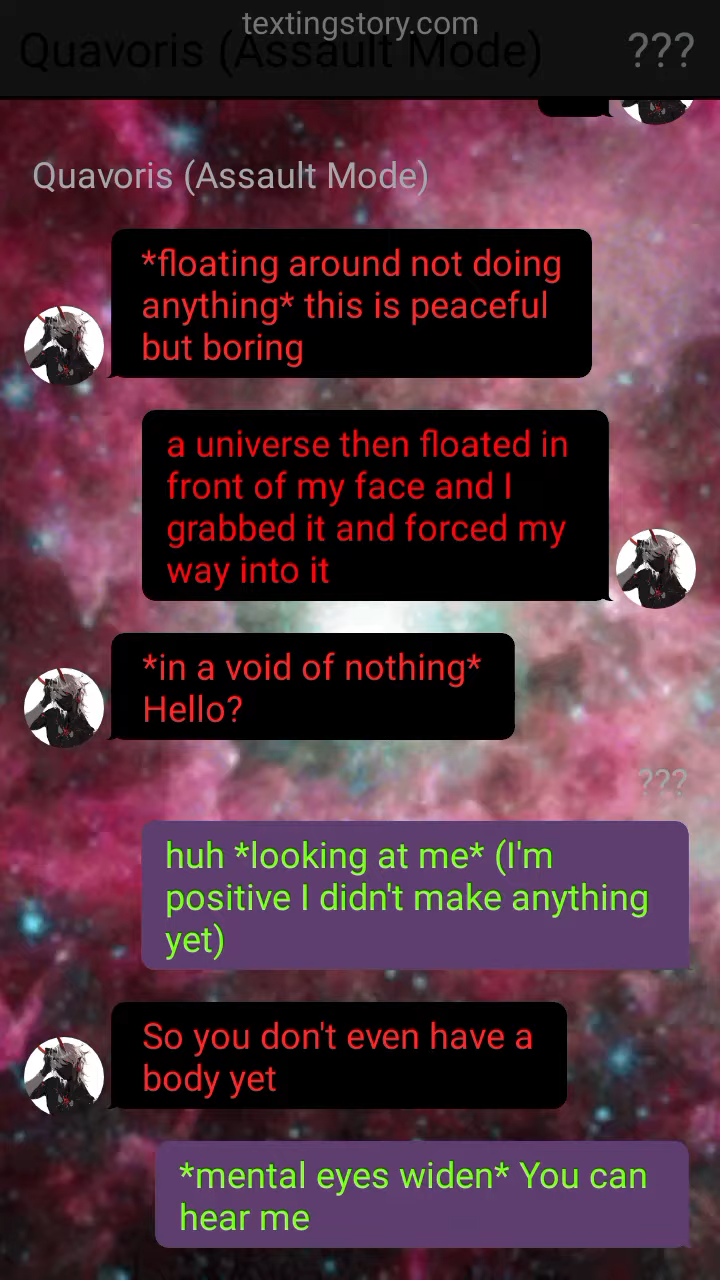 textingstory.com
Quavoris (Assault Mode)
???
Quavoris (Assault Mode)
*floating around not doing
anything* this is peaceful
but boring
a universe then floated in
front of my face and I
grabbed it and forced my
way into it
*in a void of nothing*
Hello?
???
huh *looking at me* (I'm
positive I didn't make anything
yet)
So you don't even have a
body yet
*mental eyes widen* You can
hear me